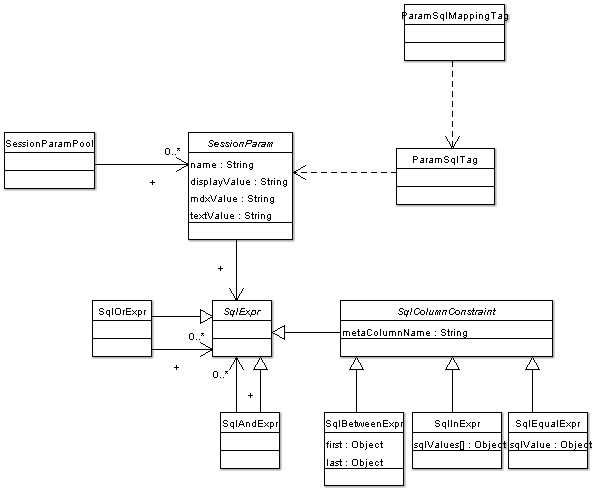 ParamSqlMappingTag
SessionParamPool
0..*
+
SessionParam
name : String
displayValue : String
mdxValue : String
textValue : String
ParamSqlTag
+
SqlOrExpr
0..*
+
SqlExpr
SqlColumnConstraint
metaColumnName : String
0..*
+
SqlAndExpr
SqlBetweenExpr
first : Object
last : Object
SqlInExpr
sqlValues[] : Object
SqlEqualExpr
sqlValue : Object